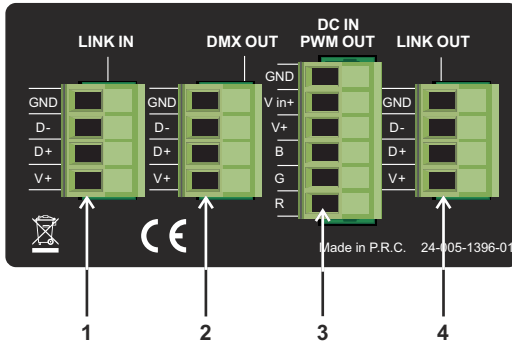 LINK IN
DMX OUT
DC IN
PWM OUT
LINK OUT
GND
D-
D+
V+
GND
D-
D+
V+
GND
V in+
V+
B
G
R
GND
D-
D+
V+
CE
Made in P.R.C. 24-005-1396-01
1
2
3
4